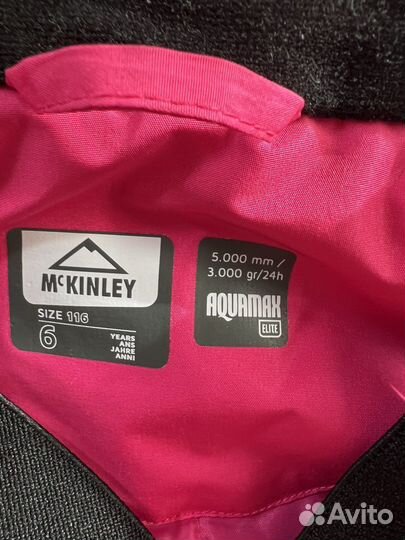 McKINLEY
SIZE 116
6
YEARS
ANS
JAHRE
ANNI
5.000 mm /
3.000 gr/24h
AQUAMAX
ELITE
Avito